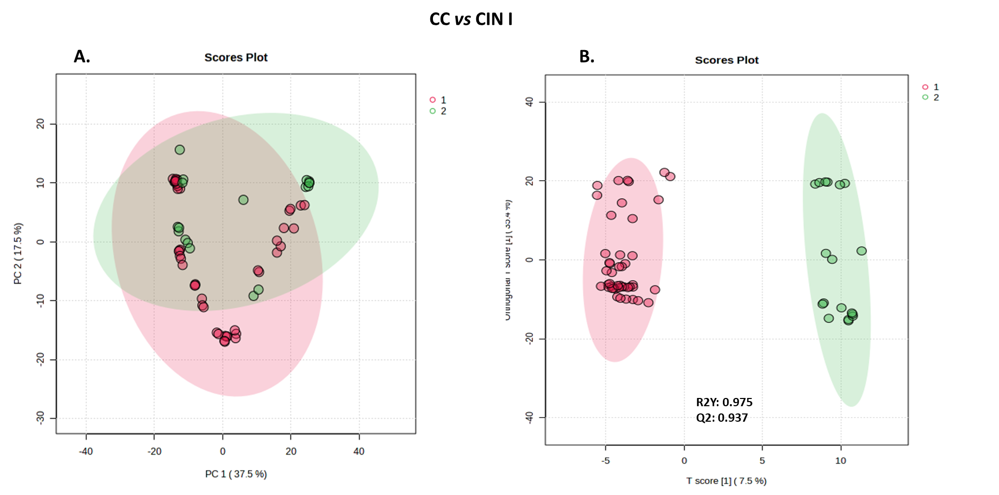 CC vs CIN I
A.
Scores Plot
1
2
20
10
0
-10
-20
-30
PC 2 ( 17.5 %)
-40
-20
0
20
40
PC 1 ( 37.5 %)
B.
Scores Plot
1
2
40
20
0
-20
-40
R2Y: 0.975
Q2: 0.937
-5
0
5
10
T score [1] ( 7.5 %)